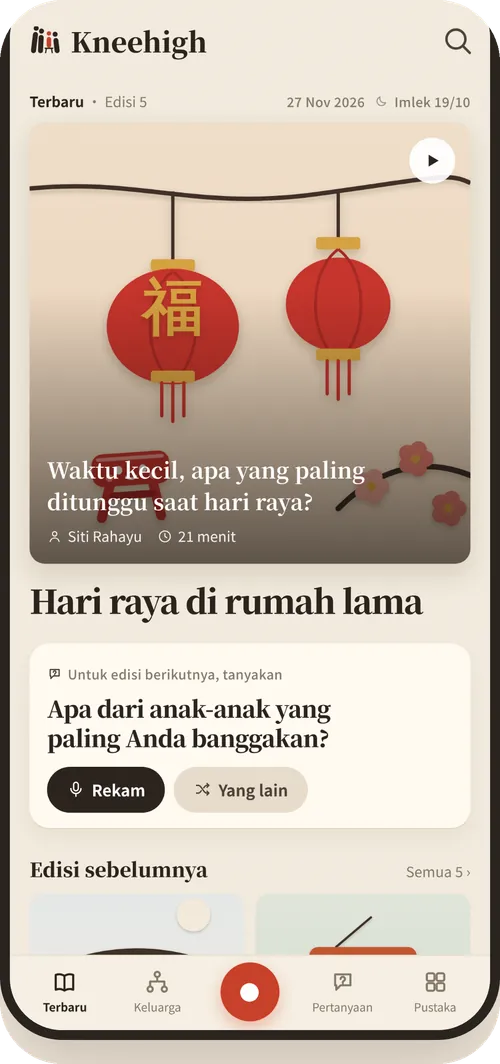 Kneehigh
Terbaru • Edisi 5
27 Nov 2026 Imlek 19/10
福
Waktu kecil, apa yang paling
ditunggu saat hari raya?
Siti Rahayu 21 menit
Hari raya di rumah lama
Untuk edisi berikutnya, tanyakan
Apa dari anak-anak yang
paling Anda banggakan?
Rekam Yang lain
Edisi sebelumnya
Semua 5 ›
Terbaru Keluarga Pertanyaan Pustaka